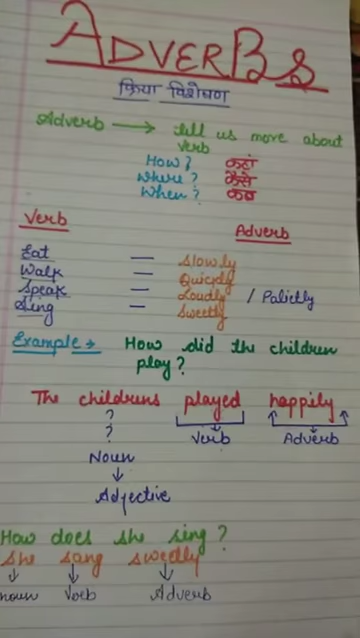 ADVERBS
क्रिया विशेषण
Adverb → tell us more about
verb
How? कहां
Where? कैसे
When? कब
Verb Adverb
Eat — Slowly
Walk — Quickly
Speak — Loudly / Palietly
Sing — Sweetly
Example → How did the children
play?
The childrens played happily
? Verb Adverb
?
Noun
↓
Adjective
How does she sing?
She sang sweetly
↓ ↓ ↓
noun Verb Adverb